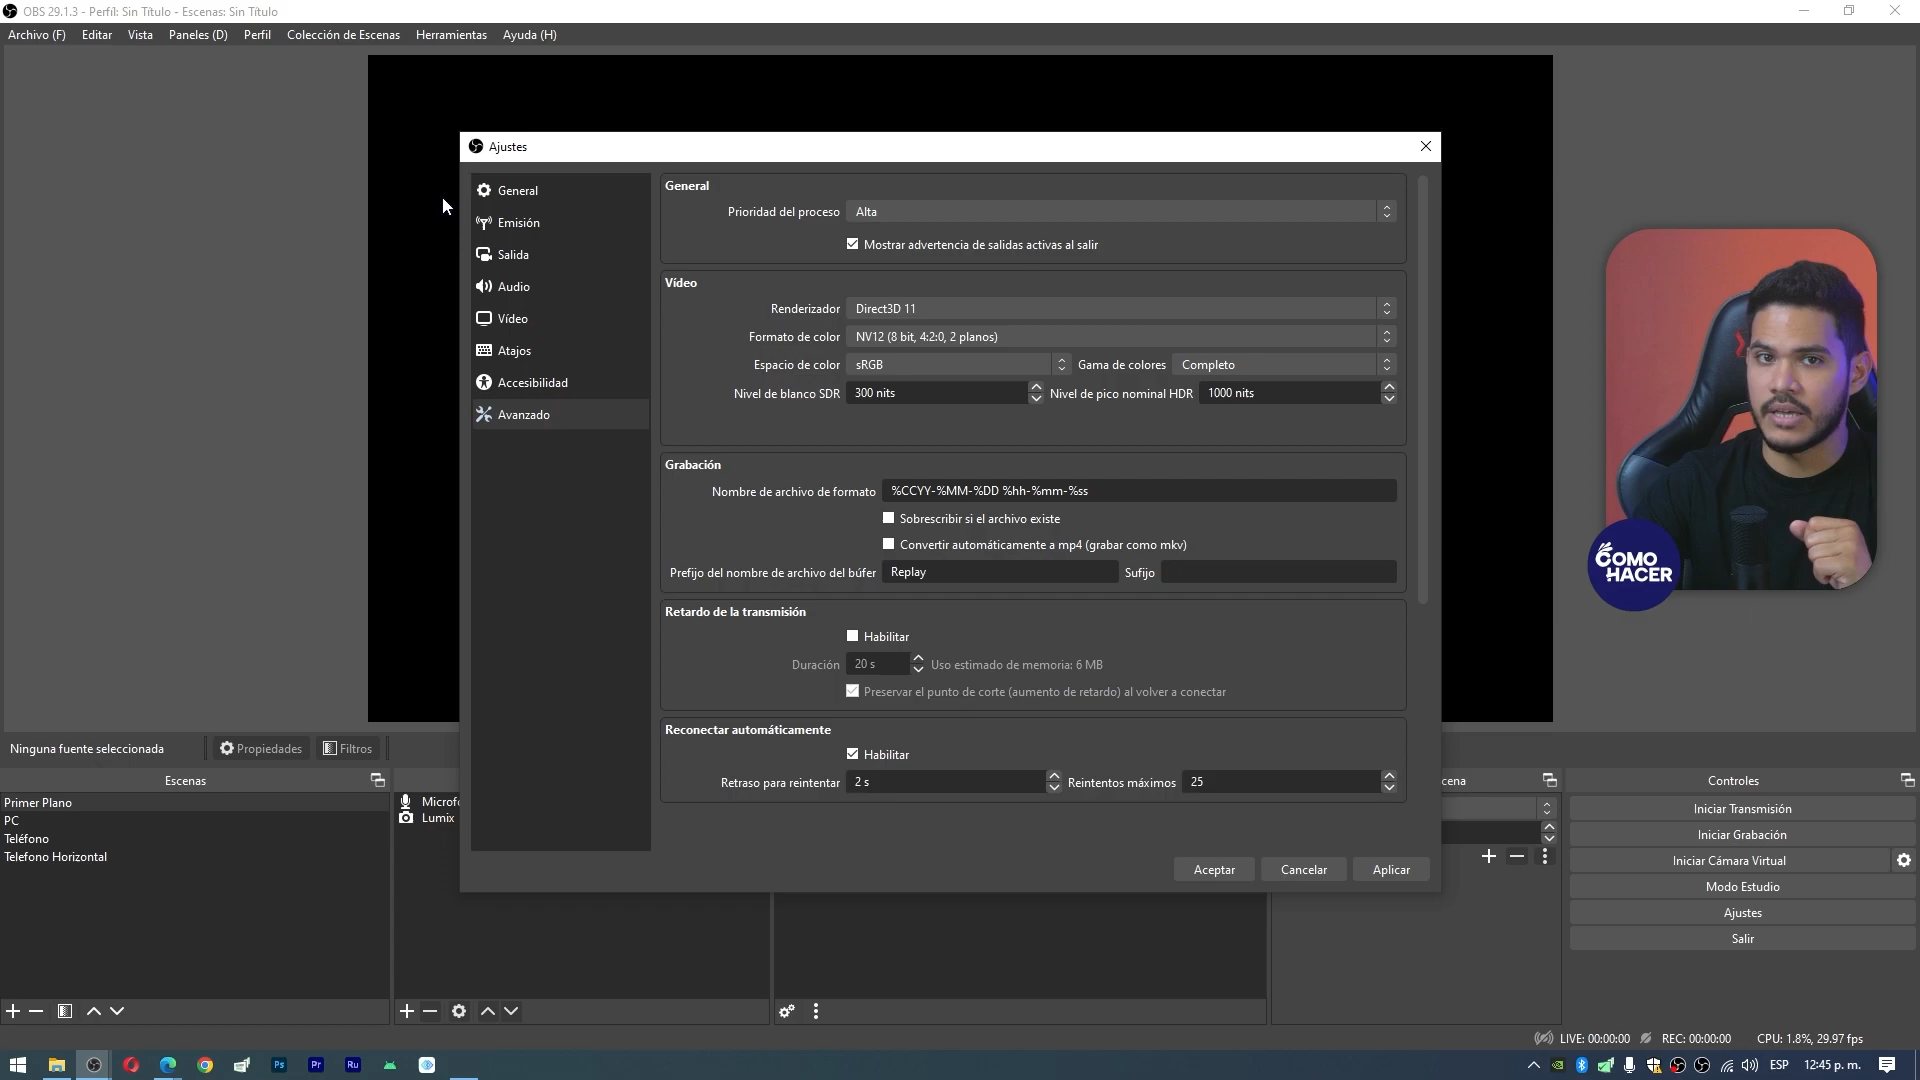 OBS 29.1.3 - Perfíl: Sin Título - Escenas: Sin Título
Archivo (F) Editar Vista Paneles (D) Perfil Colección de Escenas Herramientas Ayuda (H)
Ajustes
General
Emisión
Salida
Audio
Vídeo
Atajos
Accesibilidad
Avanzado
General
Prioridad del proceso Alta
Mostrar advertencia de salidas activas al salir
Vídeo
Renderizador Direct3D 11
Formato de color NV12 (8 bit, 4:2:0, 2 planos)
Espacio de color sRGB Gama de colores Completo
Nivel de blanco SDR 300 nits Nivel de pico nominal HDR 1000 nits
Grabación
Nombre de archivo de formato %CCYY-%MM-%DD %hh-%mm-%ss
Sobrescribir si el archivo existe
Convertir automáticamente a mp4 (grabar como mkv)
Prefijo del nombre de archivo del búfer Replay Sufijo
Retardo de la transmisión
Habilitar
Duración 20 s Uso estimado de memoria: 6 MB
Preservar el punto de corte (aumento de retardo) al volver a conectar
Reconectar automáticamente
Habilitar
Retraso para reintentar 2 s Reintentos máximos 25
Aceptar Cancelar Aplicar
COMO
HACER
Ninguna fuente seleccionada Propiedades Filtros
Escenas
Primer Plano
PC
Teléfono
Telefono Horizontal
Microfo
Lumix
cena
Controles
Iniciar Transmisión
Iniciar Grabación
Iniciar Cámara Virtual
Modo Estudio
Ajustes
Salir
LIVE: 00:00:00 REC: 00:00:00 CPU: 1.8%, 29.97 fps
Ps Pr Ru
ESP 12:45 p. m.